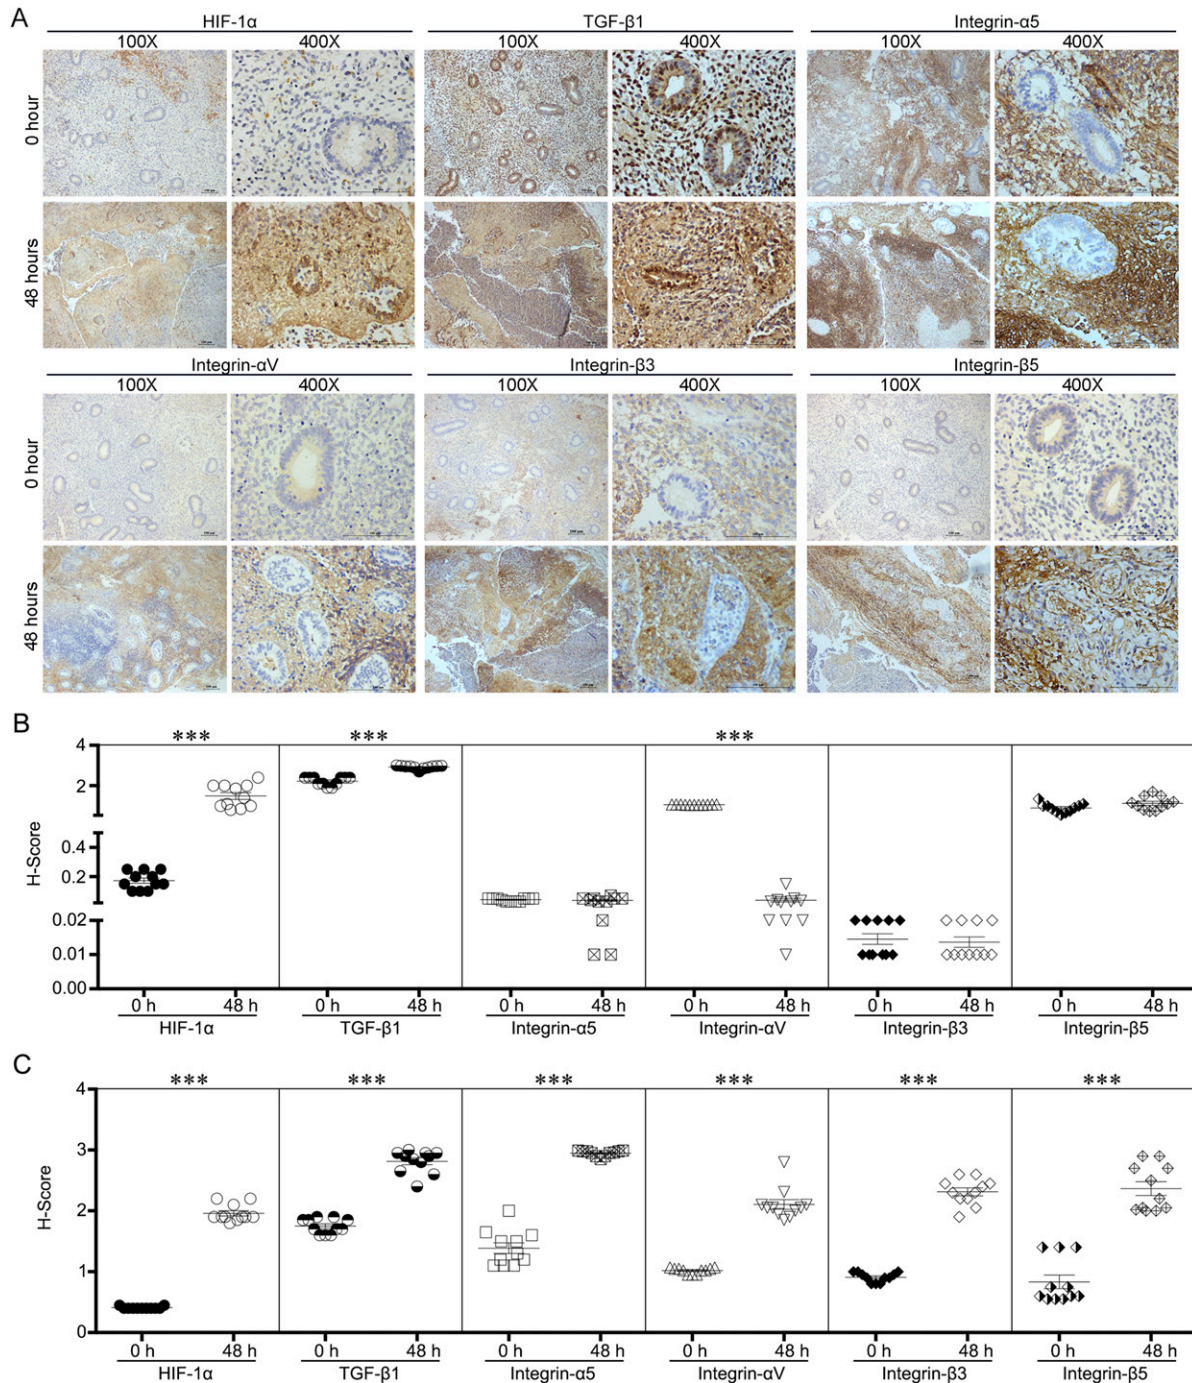 A
HIF-1α TGF-β1 Integrin-α5
100X 400X 100X 400X 100X 400X
0 hour
48 hours
Integrin-αV Integrin-β3 Integrin-β5
100X 400X 100X 400X 100X 400X
0 hour
48 hours
B
*** *** ***
H-Score
4
2
0.4
0.2
0.02
0.01
0.00
0 h 48 h 0 h 48 h 0 h 48 h 0 h 48 h 0 h 48 h 0 h 48 h
HIF-1α TGF-β1 Integrin-α5 Integrin-αV Integrin-β3 Integrin-β5
C
*** *** *** *** *** ***
H-Score
4
3
2
1
0
0 h 48 h 0 h 48 h 0 h 48 h 0 h 48 h 0 h 48 h 0 h 48 h
HIF-1α TGF-β1 Integrin-α5 Integrin-αV Integrin-β3 Integrin-β5